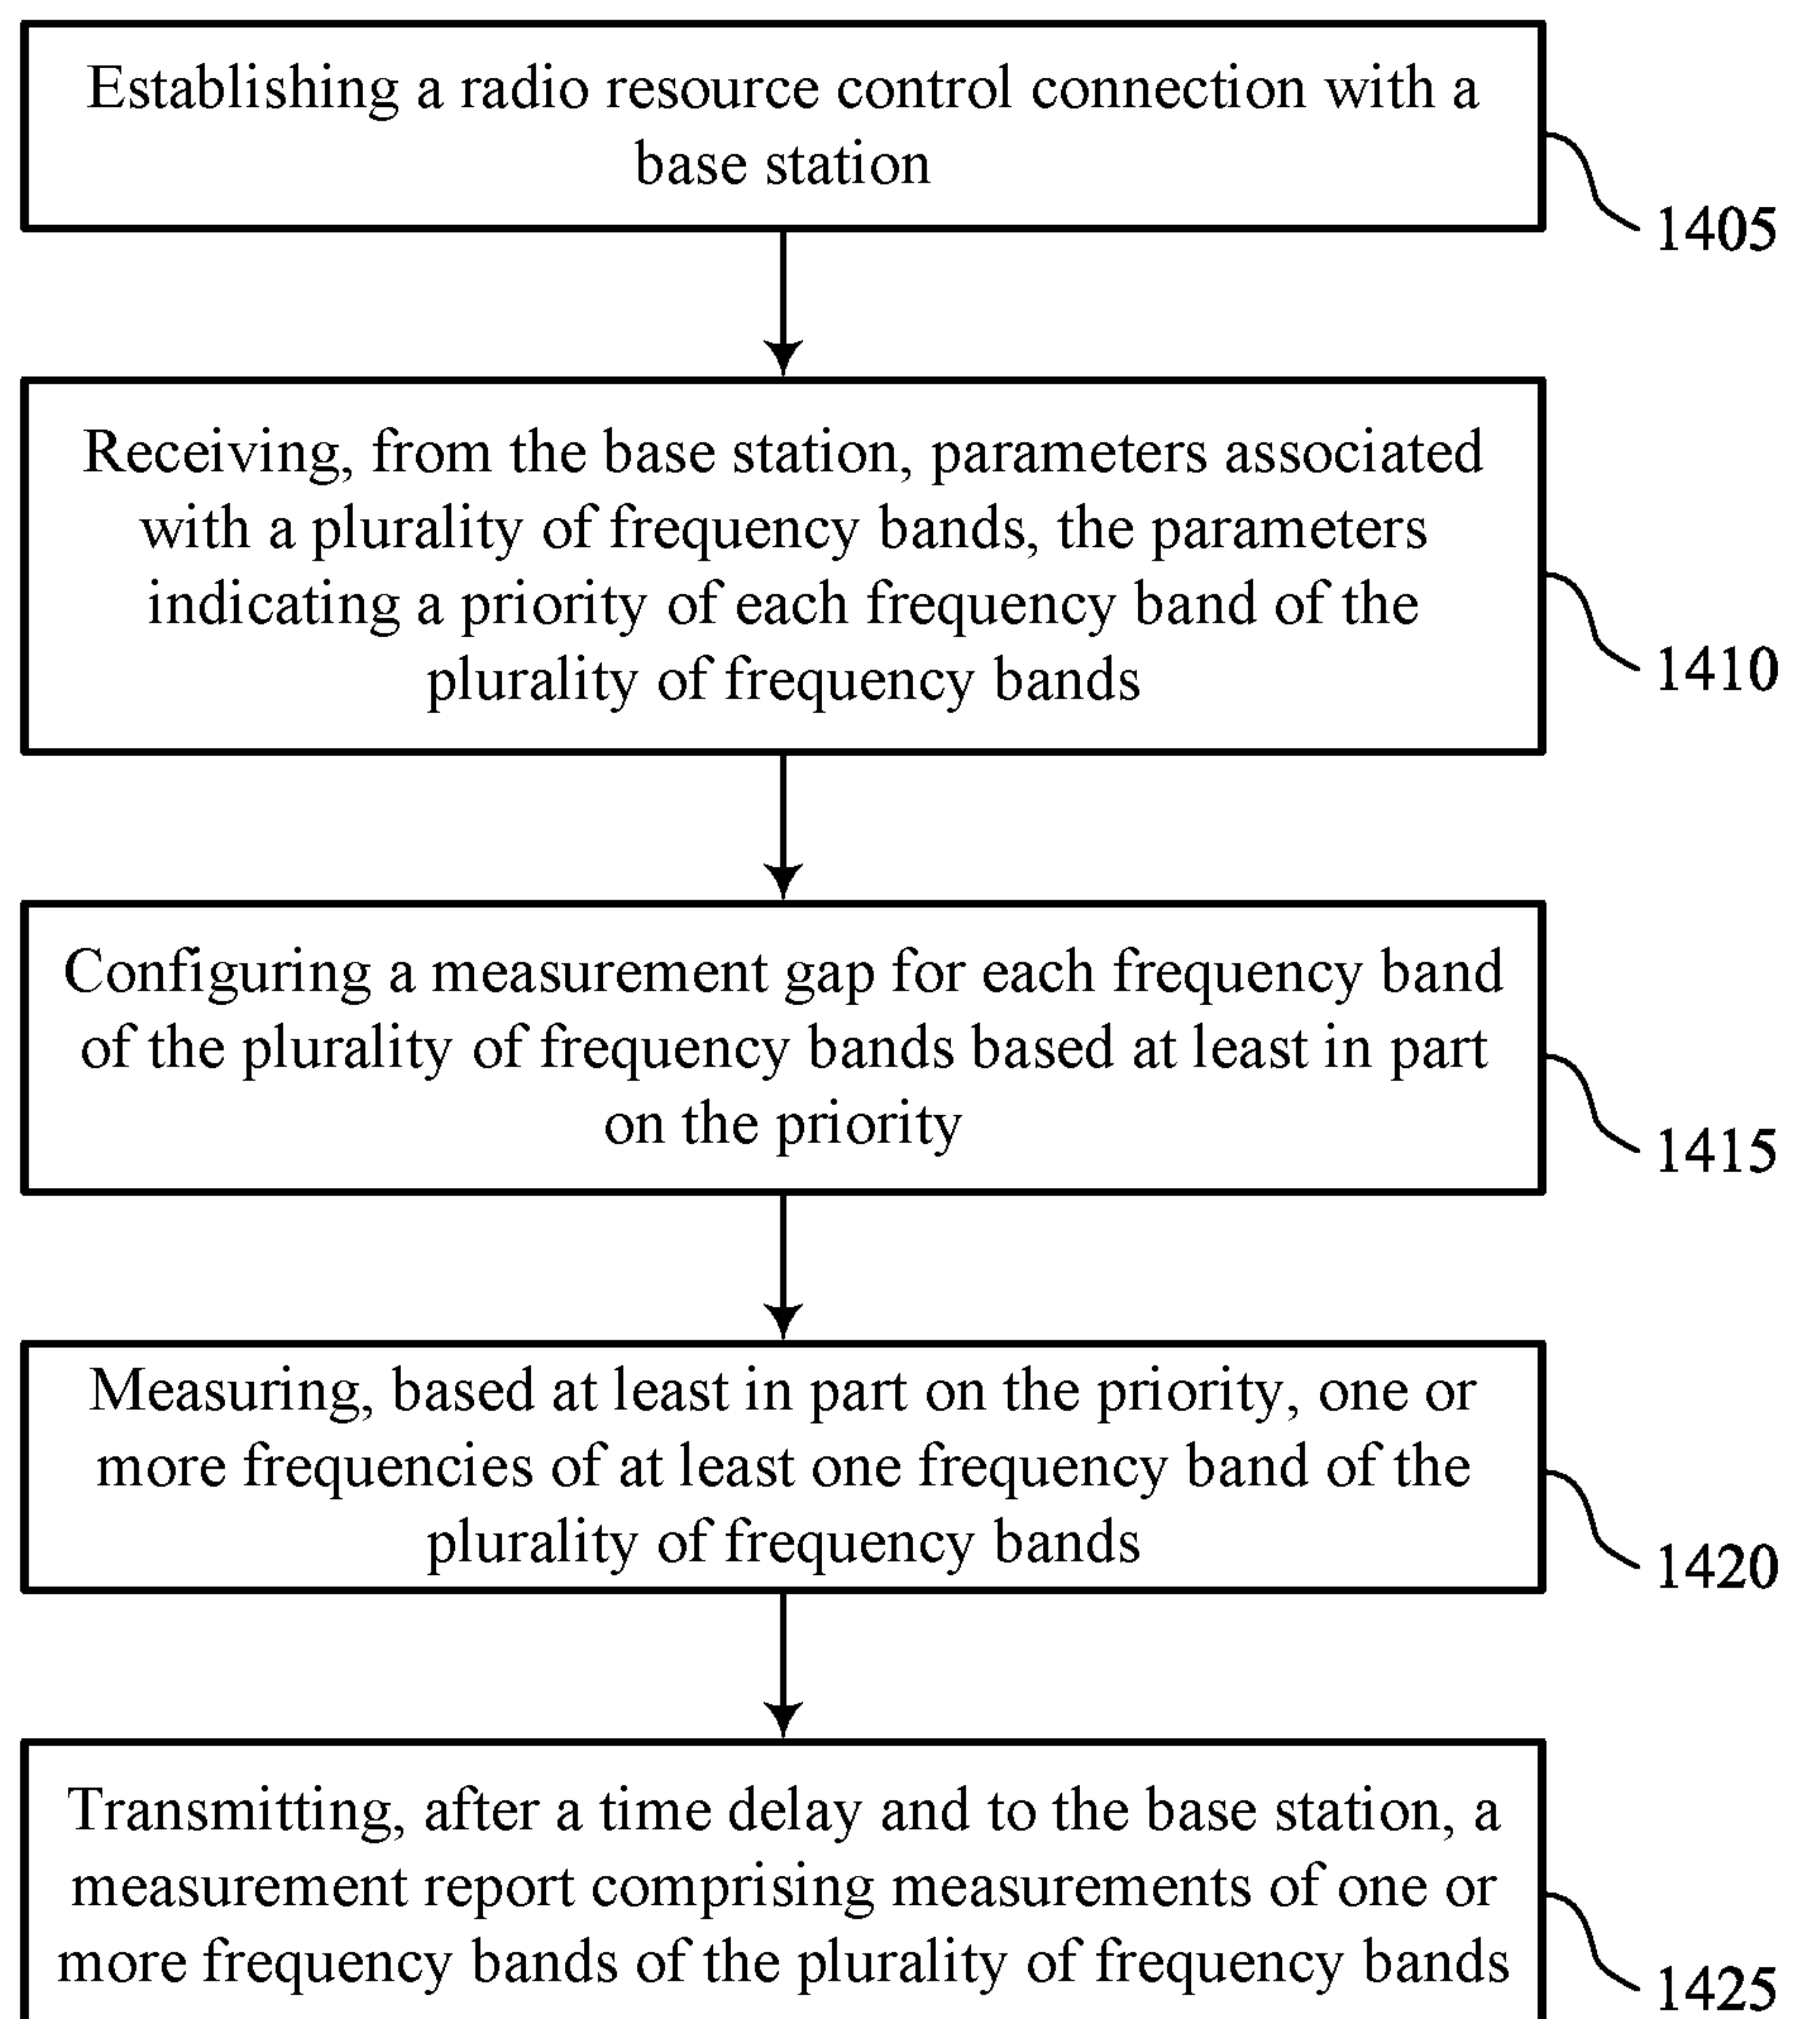 Establishing a radio resource control connection with a
base station
1405
Receiving, from the base station, parameters associated
with a plurality of frequency bands, the parameters
indicating a priority of each frequency band of the
plurality of frequency bands
1410
Configuring a measurement gap for each frequency band
of the plurality of frequency bands based at least in part
on the priority
1415
Measuring, based at least in part on the priority, one or
more frequencies of at least one frequency band of the
plurality of frequency bands
1420
Transmitting, after a time delay and to the base station, a
measurement report comprising measurements of one or
more frequency bands of the plurality of frequency bands
1425